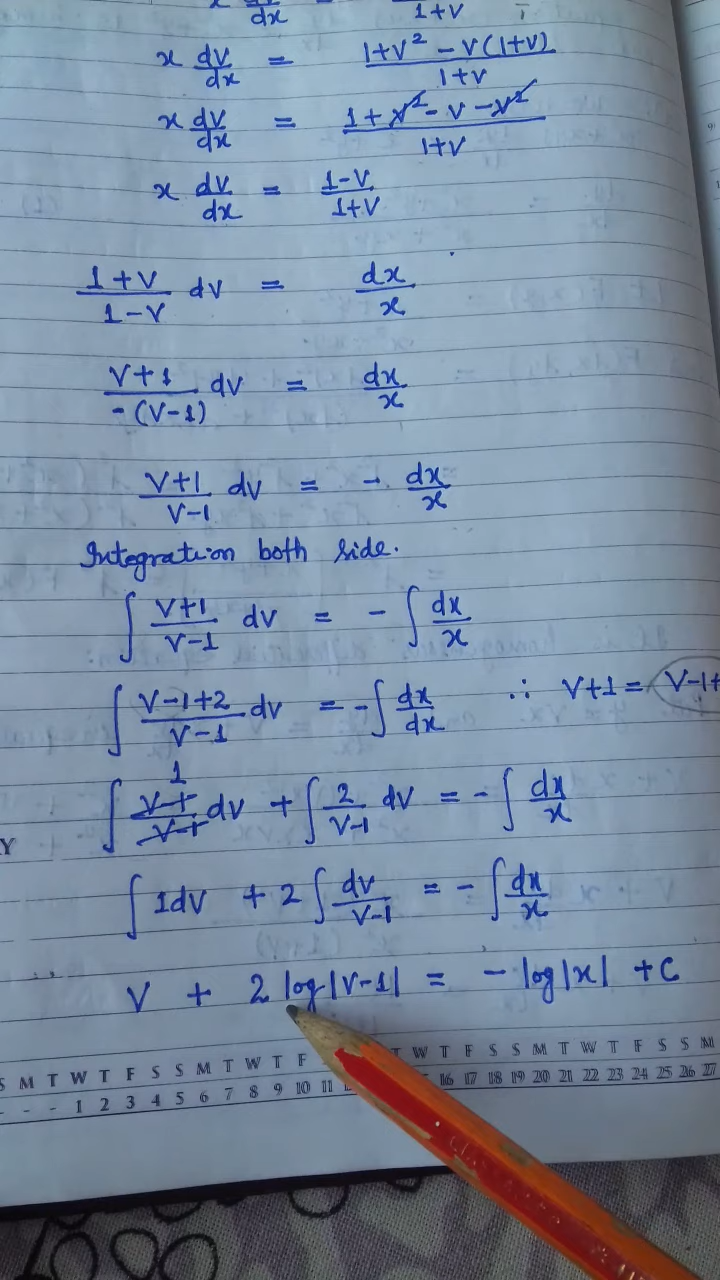 x dv/dx = /1+v
x dv/dx = 1+v² - v(1+v)/1+v
x dv/dx = 1+v²-v-v²/1+v
x dv/dx = 1-v/1+v
1+v/1-v dv = dx/x
v+1/-(v-1) dv = dx/x
v+1/v-1 dv = - dx/x
Integration both side.
∫ v+1/v-1 dv = - ∫ dx/x
∫ v-1+2/v-1 dv = -∫ dx/dx ∴ v+1 = v-1+
∫ v-1/v-1 dv 1 + ∫ 2/v-1 dv = - ∫ dx/x
Y
∫ 1dv + 2 ∫ dv/v-1 = - ∫ dx/x
v + 2 log|v-1| = - log|x| + c
S M T W T F S S M T W T F T W T F S S M T W T F S S M
- - - 1 2 3 4 5 6 7 8 9 10 11 16 17 18 19 20 21 22 23 24 25 26 27